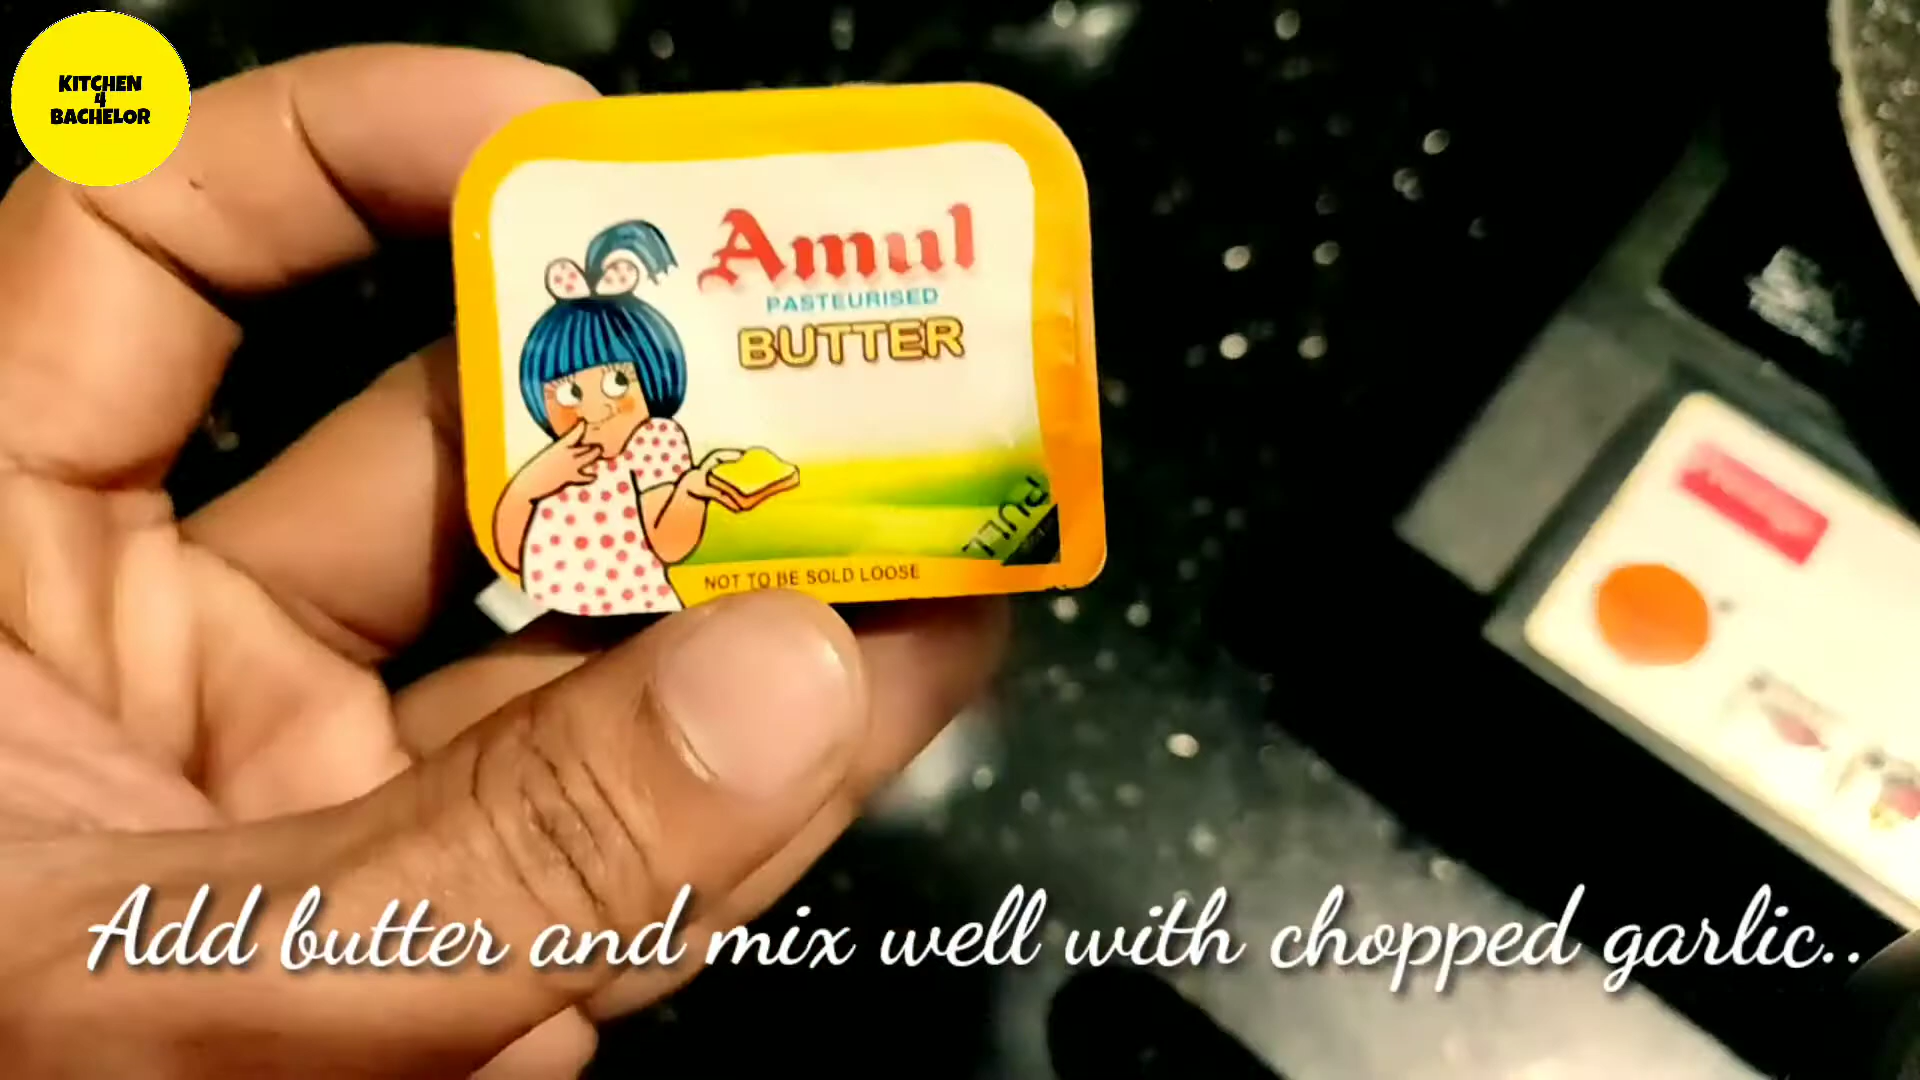 KITCHEN
4
BACHELOR
Amul
PASTEURISED
BUTTER
PULL
NOT TO BE SOLD LOOSE
Add butter and mix well with chopped garlic..